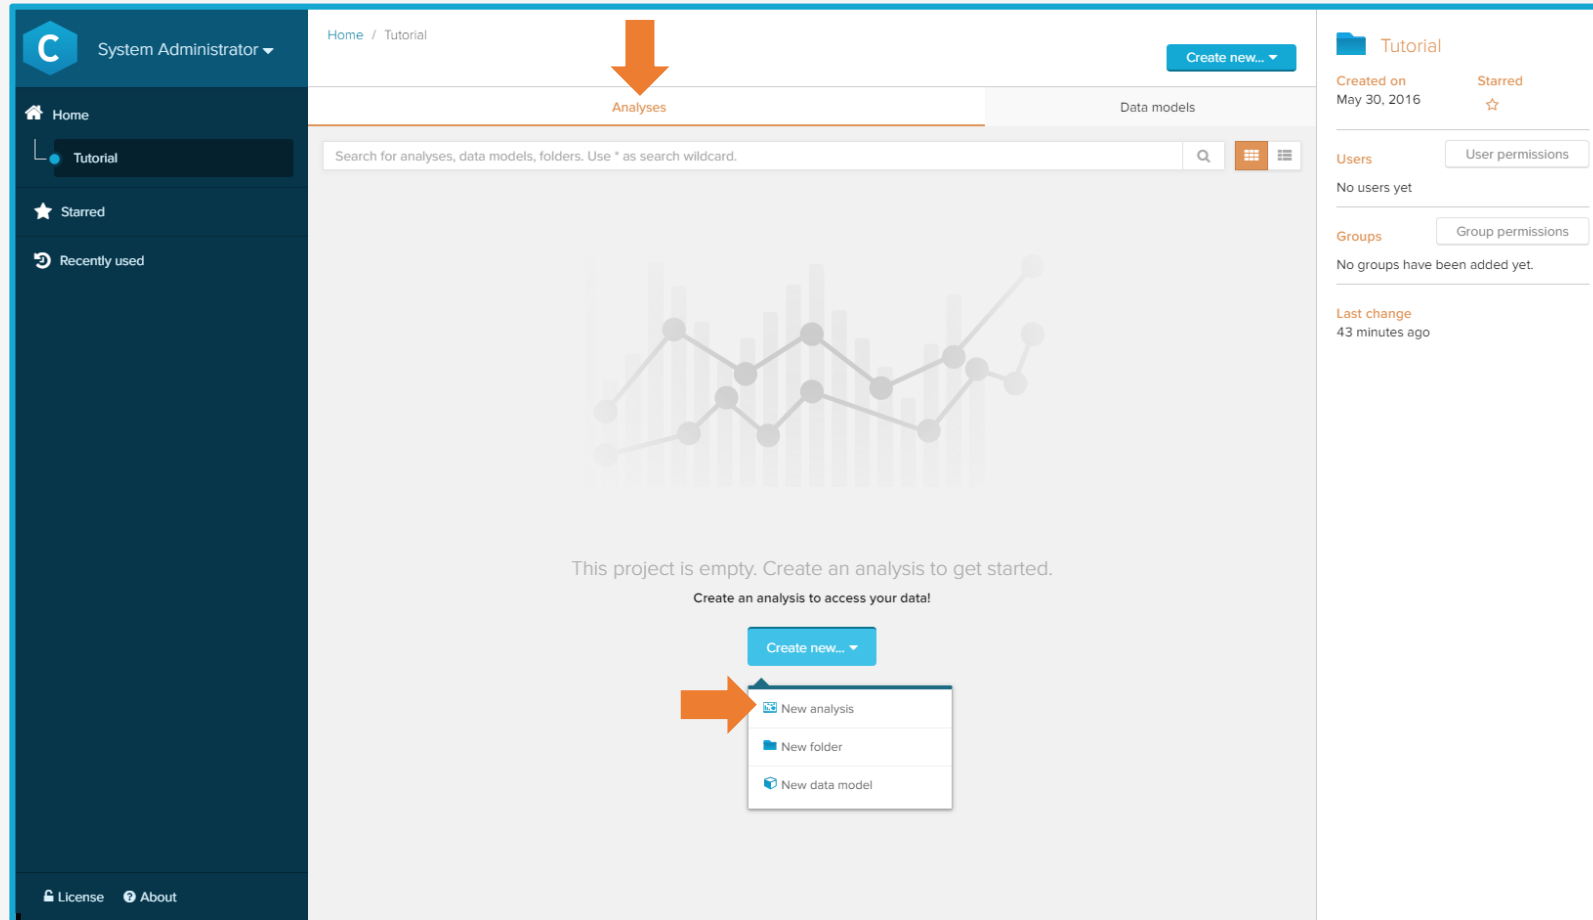 C
System Administrator
Home
Tutorial
Starred
Recently used
License
About
Home / Tutorial
Create new...
Analyses
Data models
Search for analyses, data models, folders. Use * as search wildcard.
This project is empty. Create an analysis to get started.
Create an analysis to access your data!
Create new...
New analysis
New folder
New data model
Tutorial
Created on
Starred
May 30, 2016
Users
User permissions
No users yet
Groups
Group permissions
No groups have been added yet.
Last change
43 minutes ago